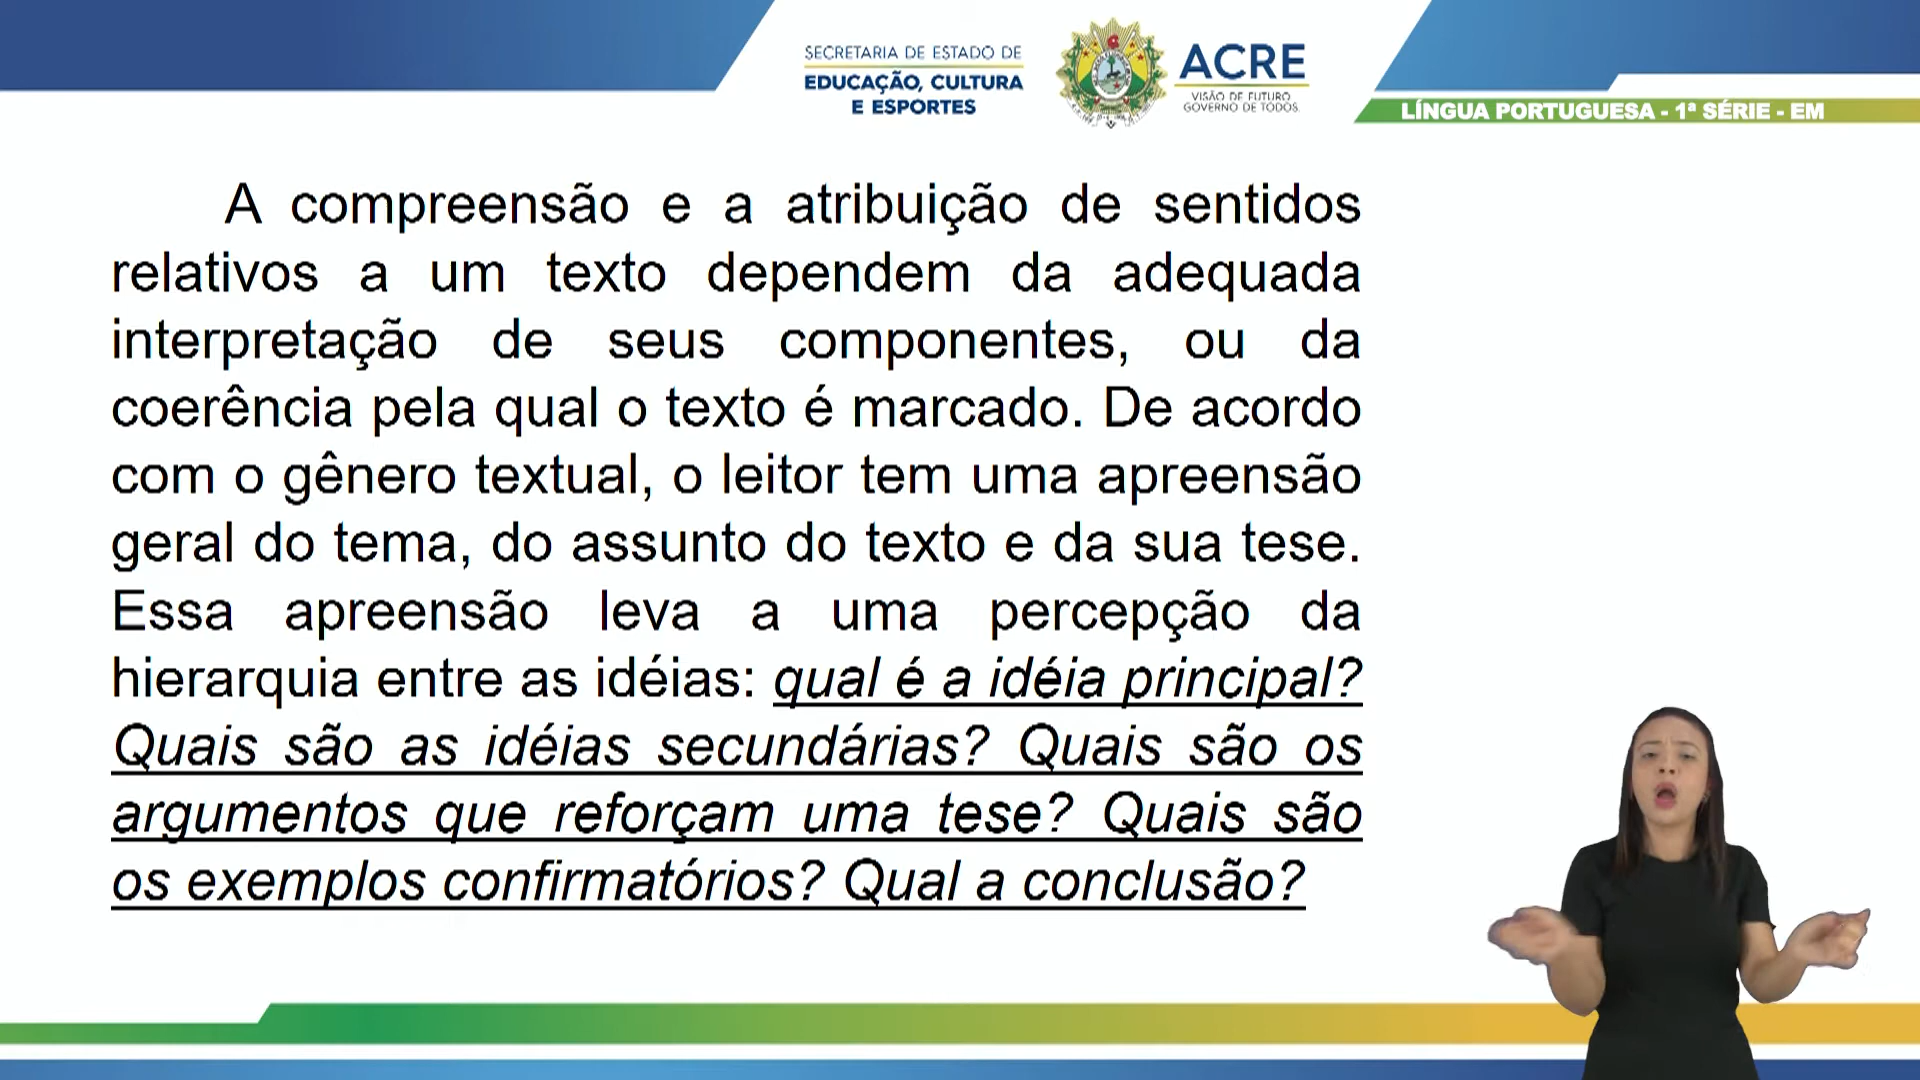 SECRETARIA DE ESTADO DE
EDUCAÇÃO, CULTURA
E ESPORTES
ACRE
VISÃO DE FUTURO
GOVERNO DE TODOS
LÍNGUA PORTUGUESA - 1ª SÉRIE - EM
A compreensão e a atribuição de sentidos
relativos a um texto dependem da adequada
interpretação de seus componentes, ou da
coerência pela qual o texto é marcado. De acordo
com o gênero textual, o leitor tem uma apreensão
geral do tema, do assunto do texto e da sua tese.
Essa apreensão leva a uma percepção da
hierarquia entre as idéias: qual é a idéia principal?
Quais são as idéias secundárias? Quais são os
argumentos que reforçam uma tese? Quais são
os exemplos confirmatórios? Qual a conclusão?